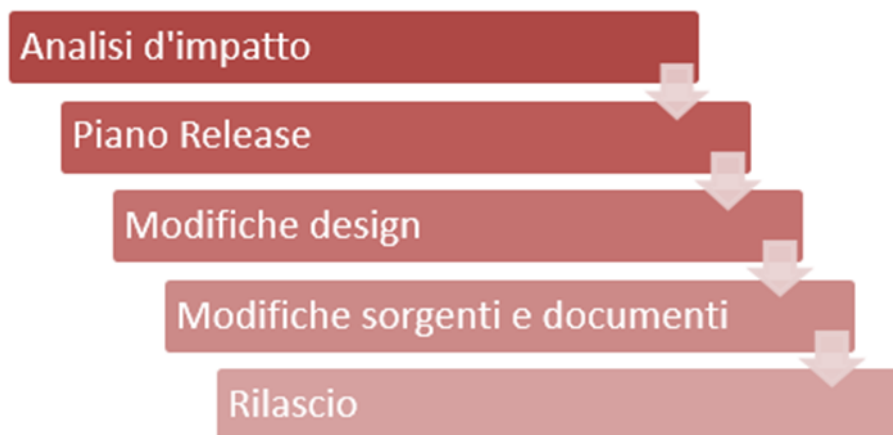 Analisi d'impatto
Piano Release
Modifiche design
Modifiche sorgenti e documenti
Rilascio